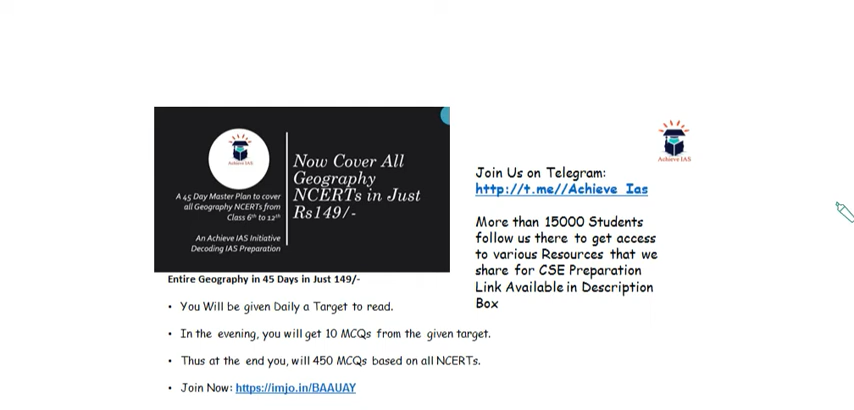 Achieve IAS
Now Cover All
Geography
NCERTs in Just
Rs149/-
A 45 Day Master Plan to cover
all Geography NCERTs from
Class 6th to 12th
An Achieve IAS Initiative
Decoding IAS Preparation
Entire Geography in 45 Days in Just 149/-
• You Will be given Daily a Target to read.
• In the evening, you will get 10 MCQs from the given target.
• Thus at the end you, will 450 MCQs based on all NCERTs.
• Join Now: https://imjo.in/BAAUAY
Achieve IAS
Join Us on Telegram:
http://t.me//Achieve_Ias
More than 15000 Students
follow us there to get access
to various Resources that we
share for CSE Preparation
Link Available in Description
Box